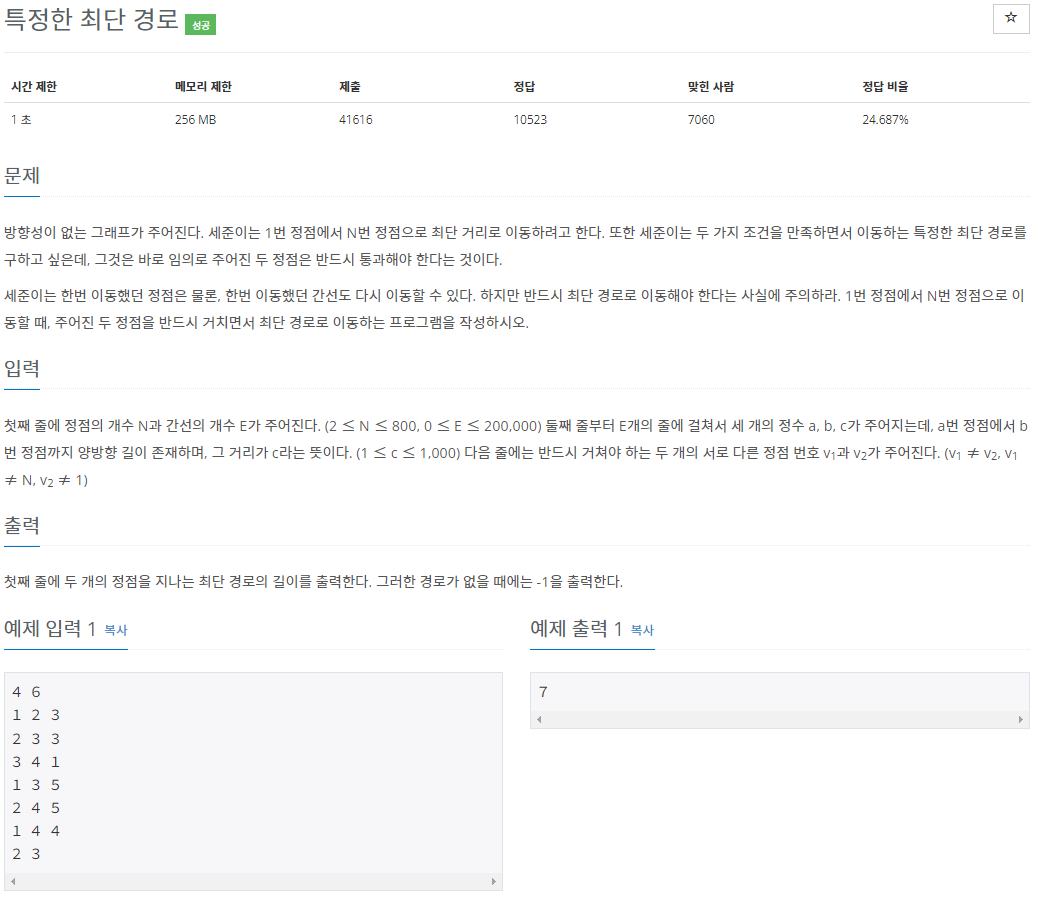 특정한 최단 경로 성공
☆
시간 제한 메모리 제한 제출 정답 맞힌 사람 정답 비율
1 초 256 MB 41616 10523 7060 24.687%
문제
방향성이 없는 그래프가 주어진다. 세준이는 1번 정점에서 N번 정점으로 최단 거리로 이동하려고 한다. 또한 세준이는 두 가지 조건을 만족하면서 이동하는 특정한 최단 경로를
구하고 싶은데, 그것은 바로 임의로 주어진 두 정점은 반드시 통과해야 한다는 것이다.
세준이는 한번 이동했던 정점은 물론, 한번 이동했던 간선도 다시 이동할 수 있다. 하지만 반드시 최단 경로로 이동해야 한다는 사실에 주의하라. 1번 정점에서 N번 정점으로 이
동할 때, 주어진 두 정점을 반드시 거치면서 최단 경로로 이동하는 프로그램을 작성하시오.
입력
첫째 줄에 정점의 개수 N과 간선의 개수 E가 주어진다. (2 ≤ N ≤ 800, 0 ≤ E ≤ 200,000) 둘째 줄부터 E개의 줄에 걸쳐서 세 개의 정수 a, b, c가 주어지는데, a번 정점에서 b
번 정점까지 양방향 길이 존재하며, 그 거리가 c라는 뜻이다. (1 ≤ c ≤ 1,000) 다음 줄에는 반드시 거쳐야 하는 두 개의 서로 다른 정점 번호 v₁과 v₂가 주어진다. (v₁ ≠ v₂, v₁
≠ N, v₂ ≠ 1)
출력
첫째 줄에 두 개의 정점을 지나는 최단 경로의 길이를 출력한다. 그러한 경로가 없을 때에는 -1을 출력한다.
예제 입력 1 복사
4 6
1 2 3
2 3 3
3 4 1
1 3 5
2 4 5
1 4 4
2 3
예제 출력 1 복사
7